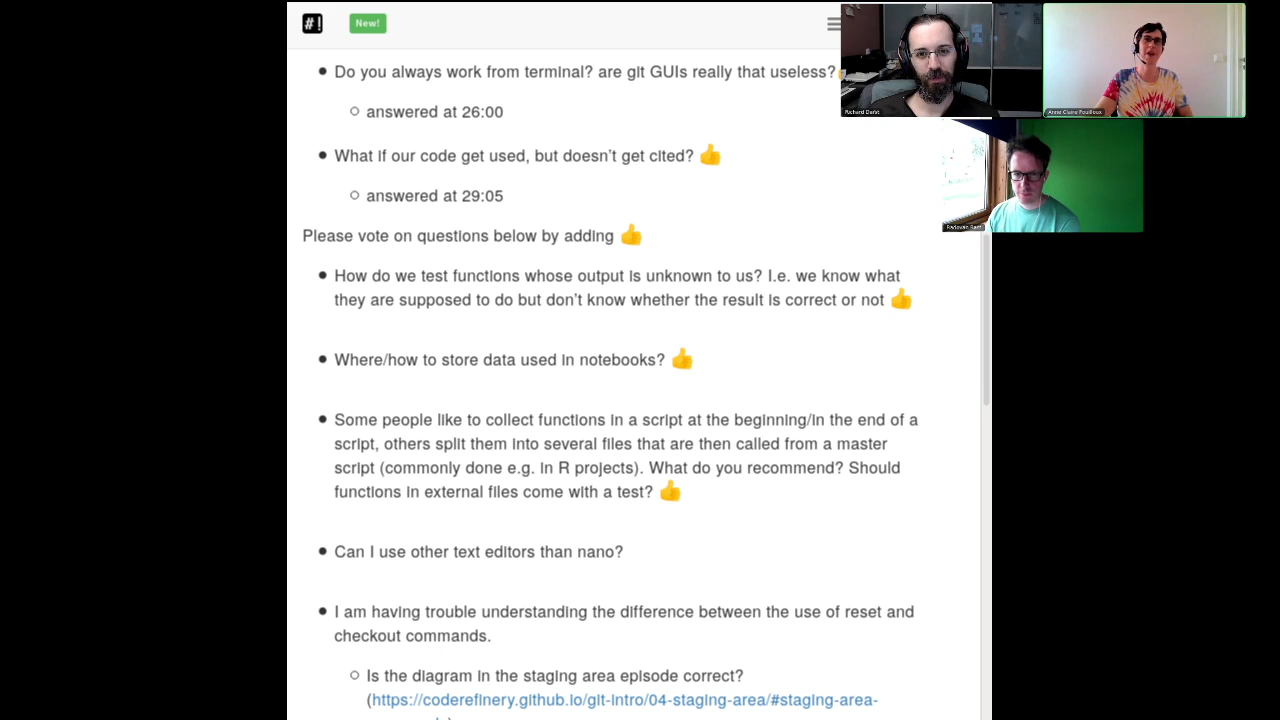 #!
New!
Do you always work from terminal? are git GUIs really that useless?
answered at 26:00
What if our code get used, but doesn't get cited? 👍
answered at 29:05
Please vote on questions below by adding 👍
How do we test functions whose output is unknown to us? I.e. we know what
they are supposed to do but don't know whether the result is correct or not 👍
Where/how to store data used in notebooks? 👍
Some people like to collect functions in a script at the beginning/in the end of a
script, others split them into several files that are then called from a master
script (commonly done e.g. in R projects). What do you recommend? Should
functions in external files come with a test? 👍
Can I use other text editors than nano?
I am having trouble understanding the difference between the use of reset and
checkout commands.
Is the diagram in the staging area episode correct?
(https://coderefinery.github.io/git-intro/04-staging-area/#staging-area-
Richard Darst
Anne Claire Fouilloux
Radovan Bast